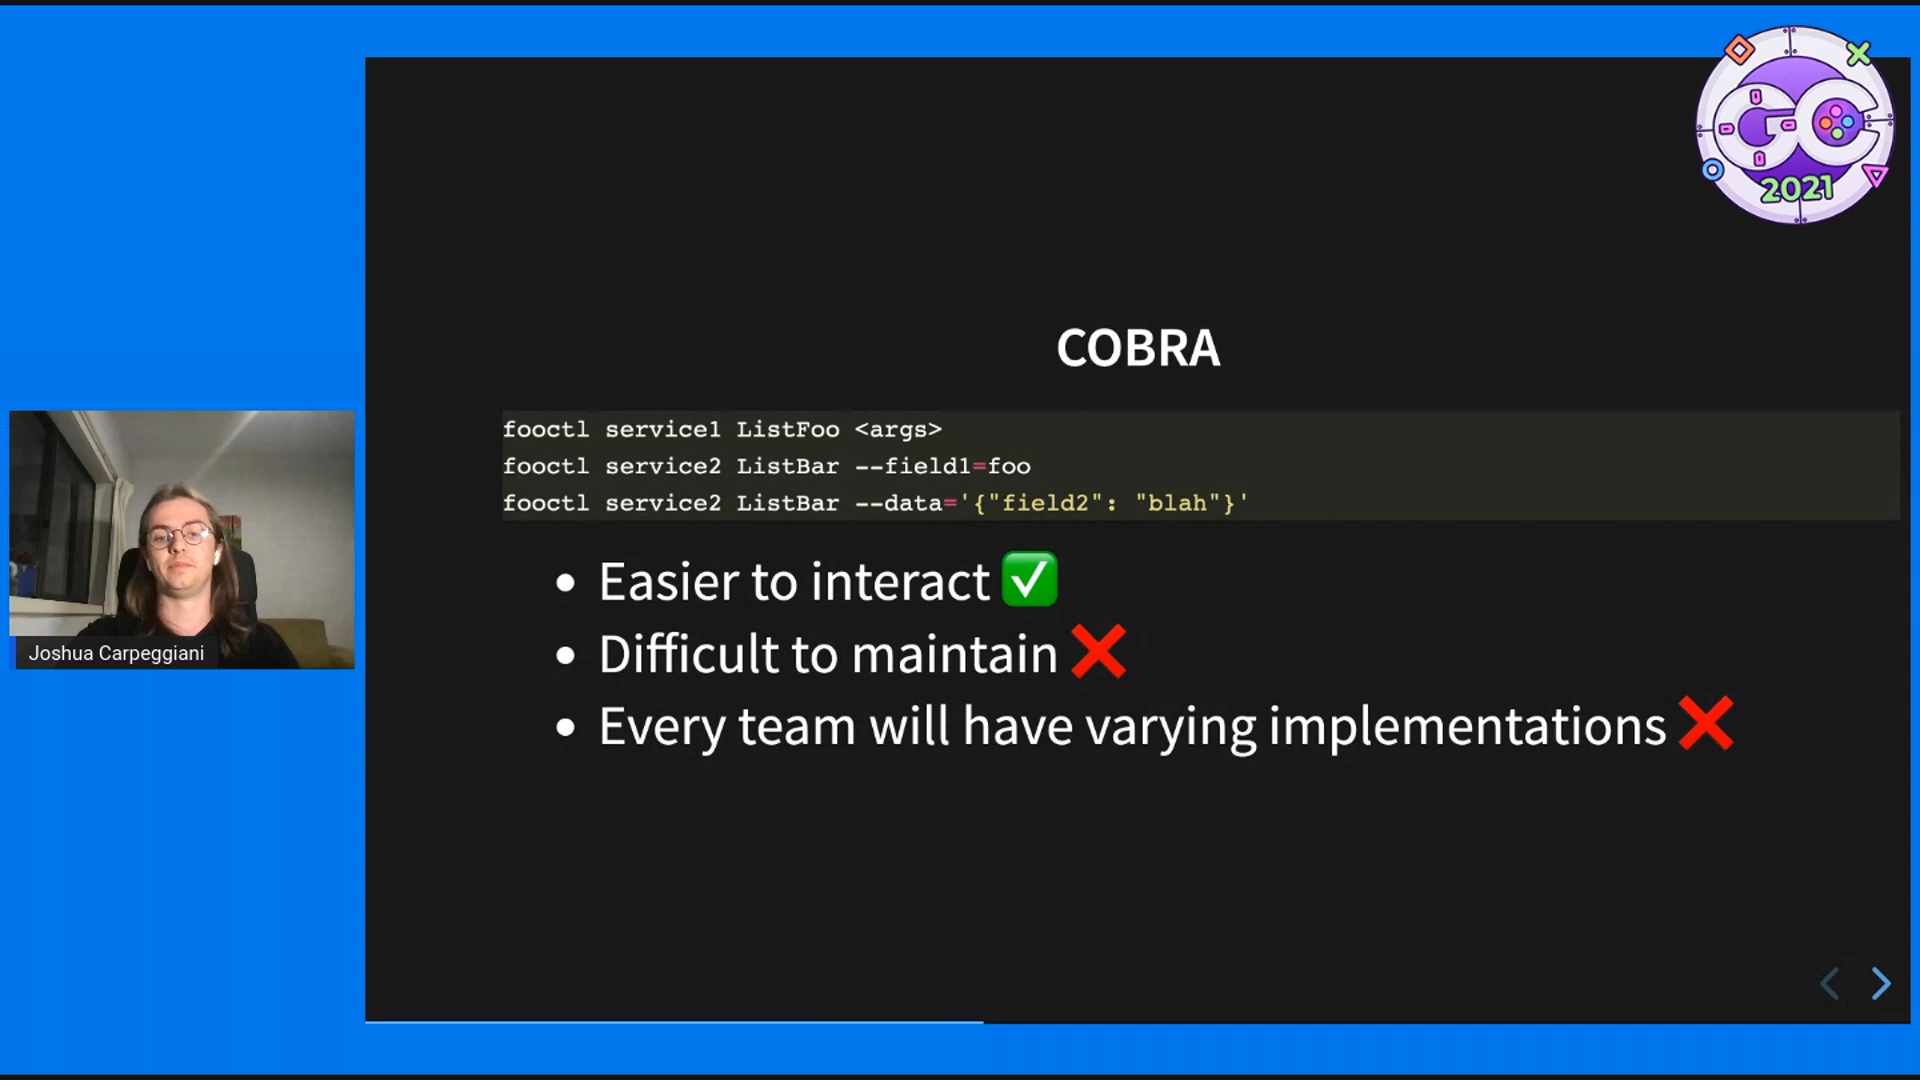 GC
2021
COBRA
fooctl service1 ListFoo <args>
fooctl service2 ListBar --field1=foo
fooctl service2 ListBar --data='{"field2": "blah"}'
• Easier to interact ✅
• Difficult to maintain ❌
• Every team will have varying implementations ❌
Joshua Carpeggiani